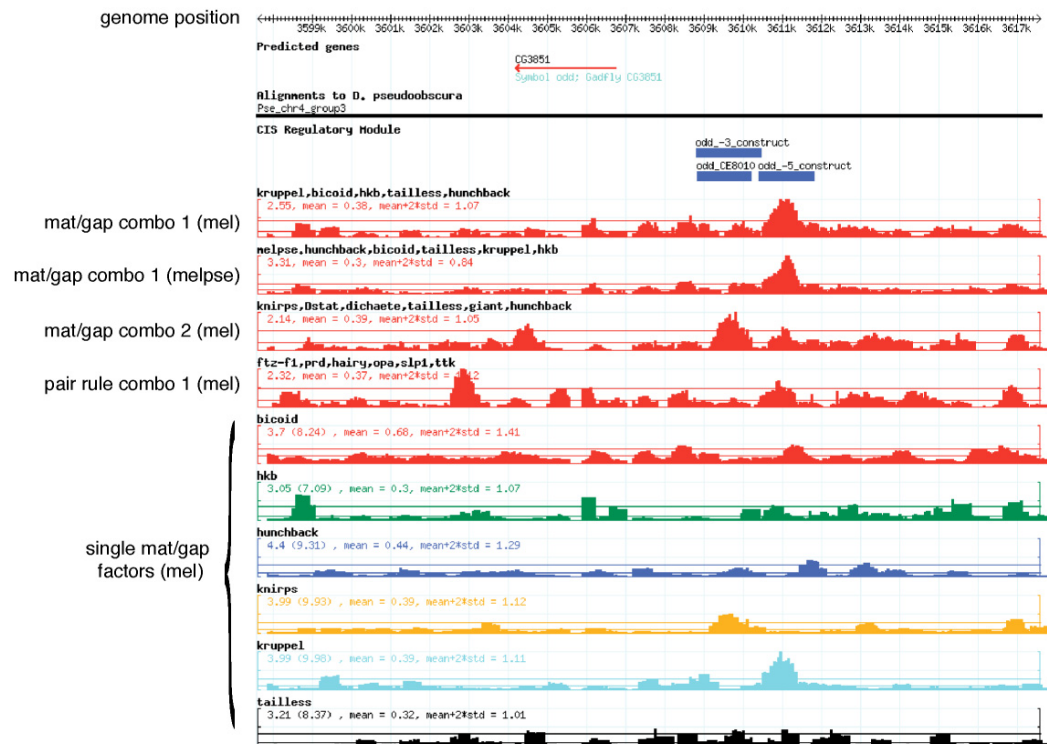 genome position
3599k 3600k 3601k 3602k 3603k 3604k 3605k 3606k 3607k 3608k 3609k 3610k 3611k 3612k 3613k 3614k 3615k 3616k 3617k
Predicted genes
CG3851
Symbol odd; Gadfly CG3851
Alignments to D. pseudoobscura
Pse_chr4_group3
CIS Regulatory Module
odd_-3_construct
odd_CE8010 odd_-5_construct
kruppel,bicoid,hkb,tailless,hunchback
mat/gap combo 1 (mel)
2.55, mean = 0.38, mean+2*std = 1.07
melpse,hunchback,bicoid,tailless,kruppel,hkb
mat/gap combo 1 (melpse)
3.31, mean = 0.3, mean+2*std = 0.84
knirps,Dstat,dichaete,tailless,giant,hunchback
mat/gap combo 2 (mel)
2.14, mean = 0.39, mean+2*std = 1.05
ftz-f1,prd,hairy,opa,slp1,ttk
pair rule combo 1 (mel)
2.32, mean = 0.37, mean+2*std = 1.12
bicoid
3.7 (8.24) , mean = 0.68, mean+2*std = 1.41
hkb
3.05 (7.09) , mean = 0.3, mean+2*std = 1.07
hunchback
4.4 (9.31) , mean = 0.44, mean+2*std = 1.29
single mat/gap
factors (mel)
knirps
3.99 (9.93) , mean = 0.39, mean+2*std = 1.12
kruppel
3.99 (9.98) , mean = 0.39, mean+2*std = 1.11
tailless
3.21 (8.37) , mean = 0.32, mean+2*std = 1.01